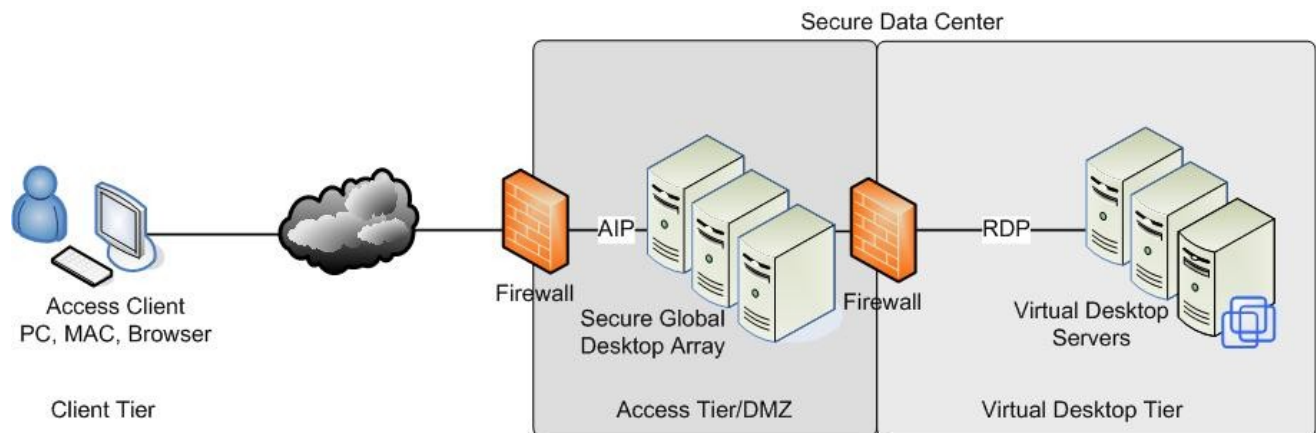 Secure Data Center
AIP
RDP
Firewall
Firewall
Access Client
PC, MAC, Browser
Secure Global
Desktop Array
Virtual Desktop
Servers
Client Tier
Access Tier/DMZ
Virtual Desktop Tier